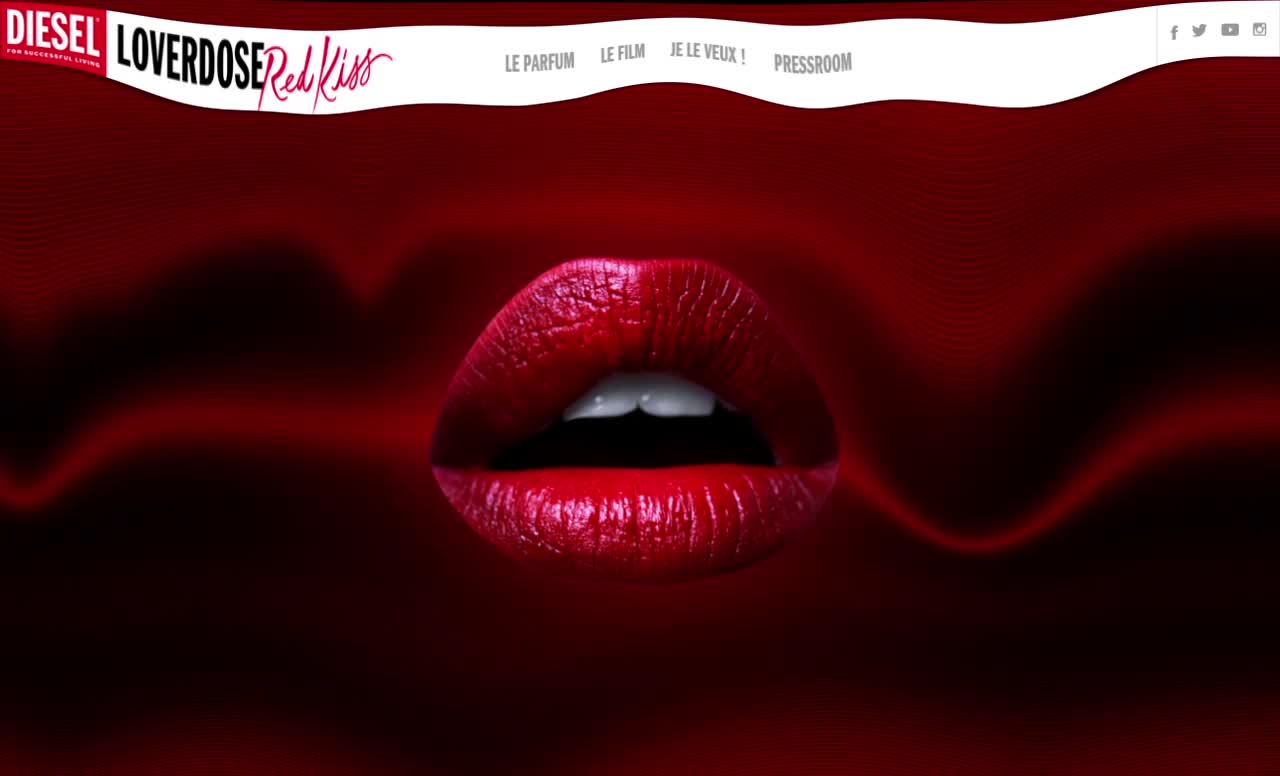 DIESEL
FOR SUCCESSFUL LIVING
LOVERDOSE Red Kiss
LE PARFUM
LE FILM
JE LE VEUX !
PRESSROOM